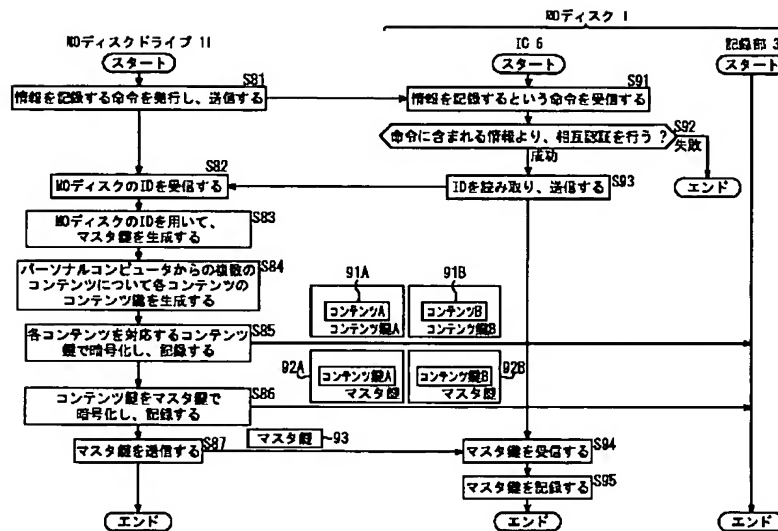 MOディスク 1
MOディスクドライブ 11
IC 6
記録部 3
スタート
スタート
スタート
S81
情報を記録する命令を発行し、送信する
S91
情報を記録するという命令を受信する
命令に含まれる情報より、相互認証を行う ?
S92
失敗
成功
エンド
S82
MOディスクのIDを受信する
S93
IDを読み取り、送信する
S83
MOディスクのIDを用いて、
マスタ鍵を生成する
S84
パーソナルコンピュータからの複数の
コンテンツについて各コンテンツの
コンテンツ鍵を生成する
91A
コンテンツA
コンテンツ鍵A
91B
コンテンツB
コンテンツ鍵B
S85
各コンテンツを対応するコンテンツ
鍵で暗号化し、記録する
92A
コンテンツ鍵A
マスタ鍵
コンテンツ鍵B
マスタ鍵
92B
S86
コンテンツ鍵をマスタ鍵で
暗号化し、記録する
S87
マスタ鍵を送信する
マスタ鍵
93
S94
マスタ鍵を受信する
S95
マスタ鍵を記録する
エンド
エンド
エンド